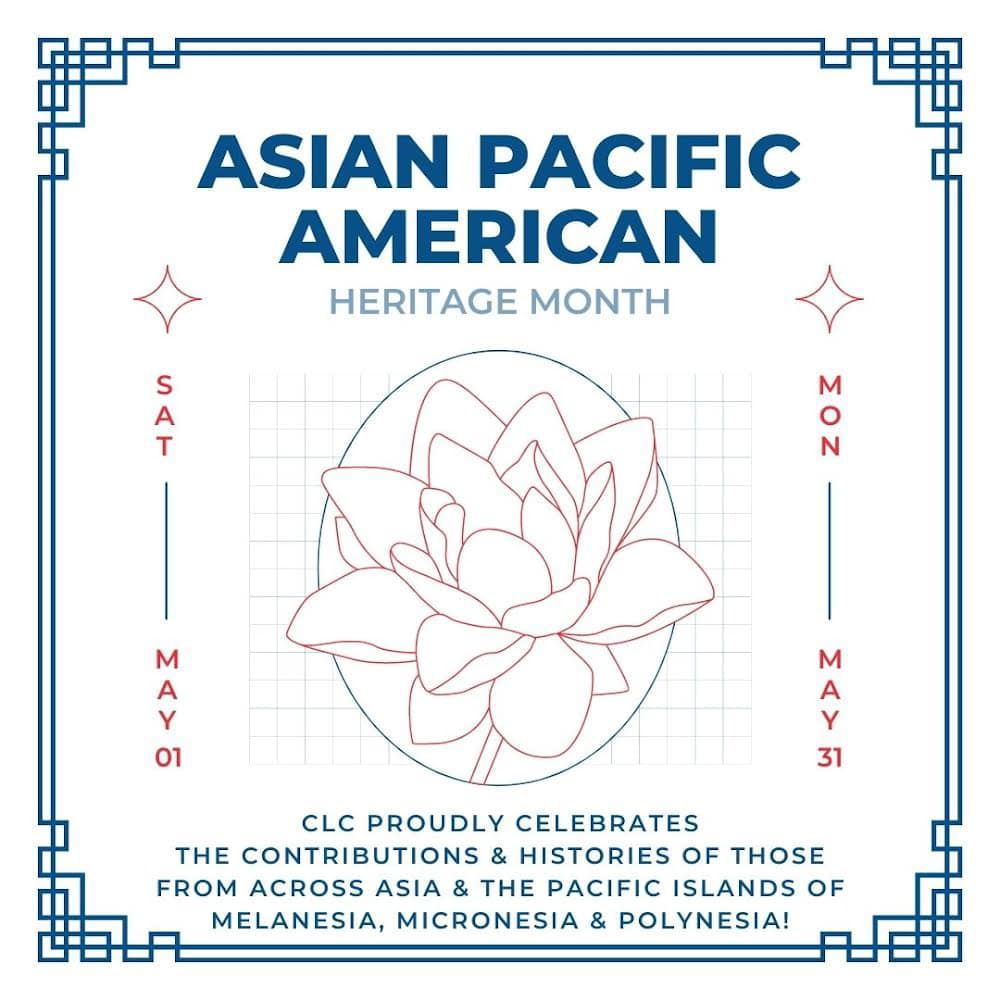 ASIAN PACIFIC
AMERICAN
HERITAGE MONTH
SAT
MAY
01
MON
MAY
31
CLC PROUDLY CELEBRATES
THE CONTRIBUTIONS & HISTORIES OF THOSE
FROM ACROSS ASIA & THE PACIFIC ISLANDS OF
MELANESIA, MICRONESIA & POLYNESIA!